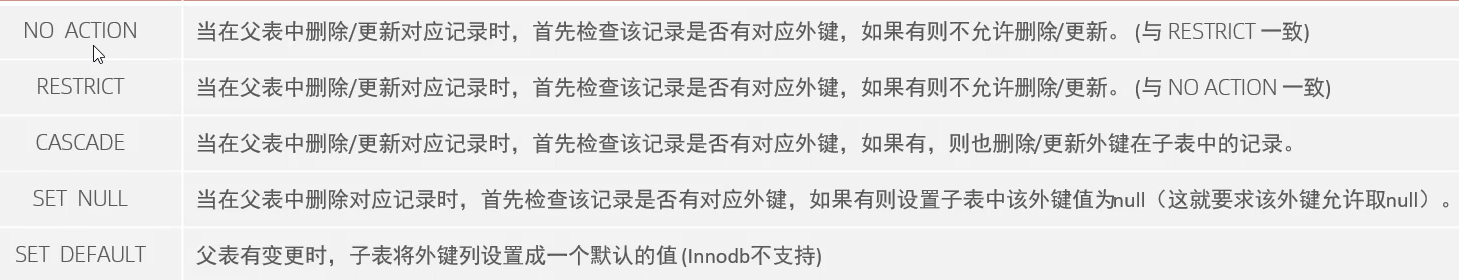 NO ACTION 当在父表中删除/更新对应记录时，首先检查该记录是否有对应外键，如果有则不允许删除/更新。 (与 RESTRICT 一致)
RESTRICT 当在父表中删除/更新对应记录时，首先检查该记录是否有对应外键，如果有则不允许删除/更新。 (与 NO ACTION 一致)
CASCADE 当在父表中删除/更新对应记录时，首先检查该记录是否有对应外键，如果有，则也删除/更新外键在子表中的记录。
SET NULL 当在父表中删除对应记录时，首先检查该记录是否有对应外键，如果有则设置子表中该外键值为null（这就要求该外键允许取null）。
SET DEFAULT 父表有变更时，子表将外键列设置成一个默认的值 (Innodb不支持)